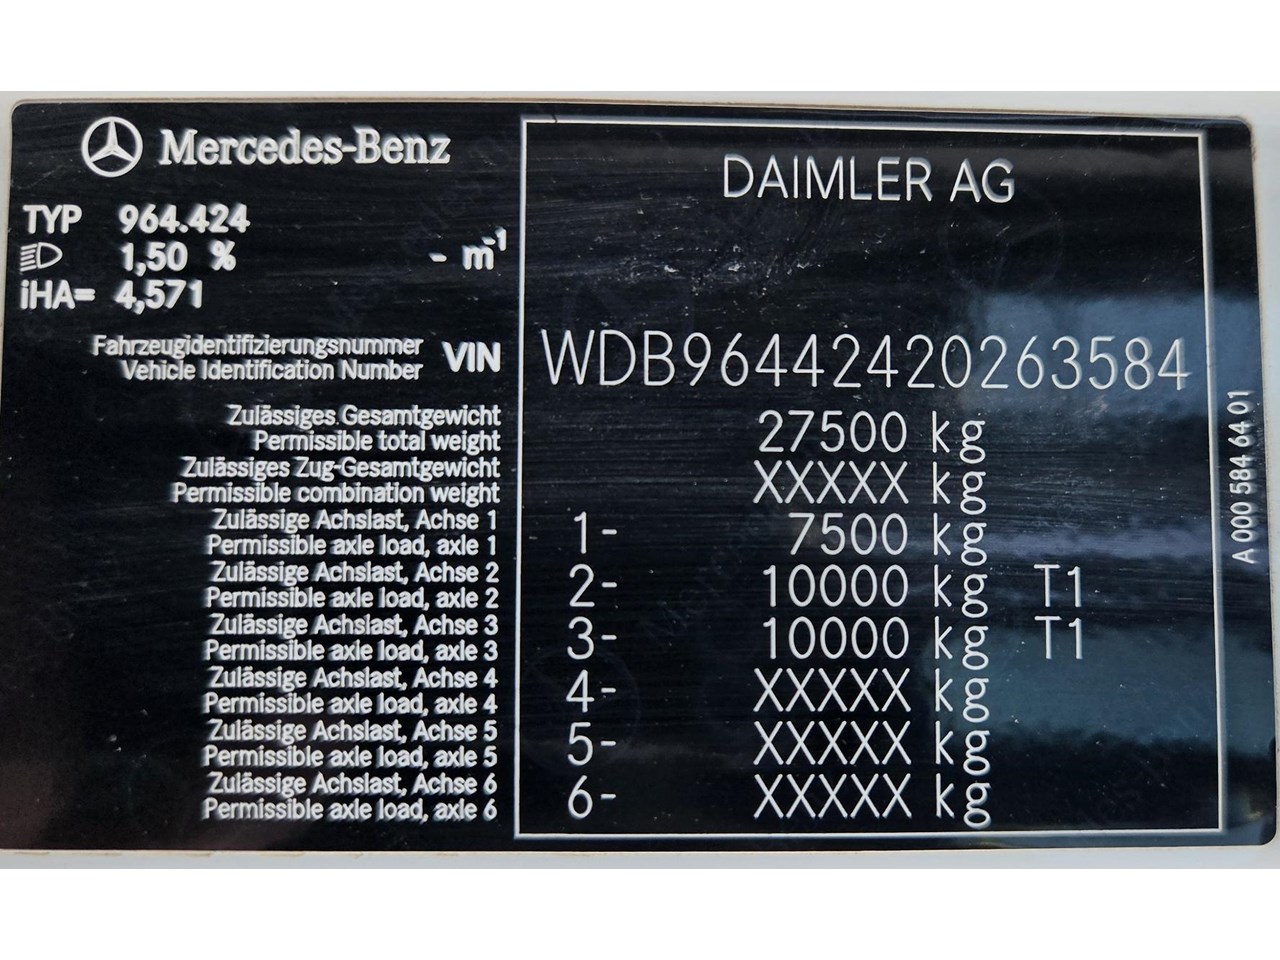 Mercedes-Benz
DAIMLER AG
TYP 964.424
1,50 % - m-1
iHA= 4,571
Fahrzeugidentifizierungsnummer
Vehicle Identification Number VIN WDB96442420263584
Zulässiges Gesamtgewicht
Permissible total weight 27500 kg
Zulässiges Zug-Gesamtgewicht
Permissible combination weight XXXXX kg
Zulässige Achslast, Achse 1
Permissible axle load, axle 1 1- 7500 kg
Zulässige Achslast, Achse 2
Permissible axle load, axle 2 2- 10000 kg T1
Zulässige Achslast, Achse 3
Permissible axle load, axle 3 3- 10000 kg T1
Zulässige Achslast, Achse 4
Permissible axle load, axle 4 4- XXXXX kg
Zulässige Achslast, Achse 5
Permissible axle load, axle 5 5- XXXXX kg
Zulässige Achslast, Achse 6
Permissible axle load, axle 6 6- XXXXX kg
A 000 584 64 01